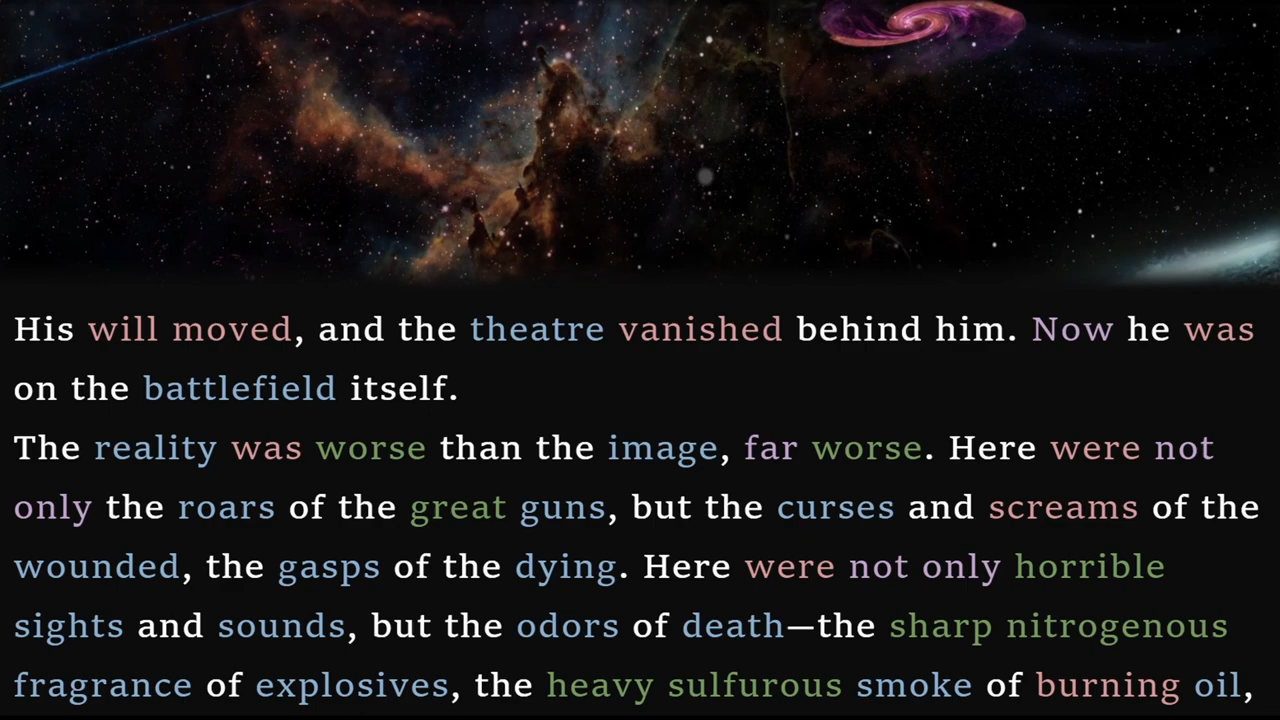 His will moved, and the theatre vanished behind him. Now he was
on the battlefield itself.
The reality was worse than the image, far worse. Here were not
only the roars of the great guns, but the curses and screams of the
wounded, the gasps of the dying. Here were not only horrible
sights and sounds, but the odors of death—the sharp nitrogenous
fragrance of explosives, the heavy sulfurous smoke of burning oil,